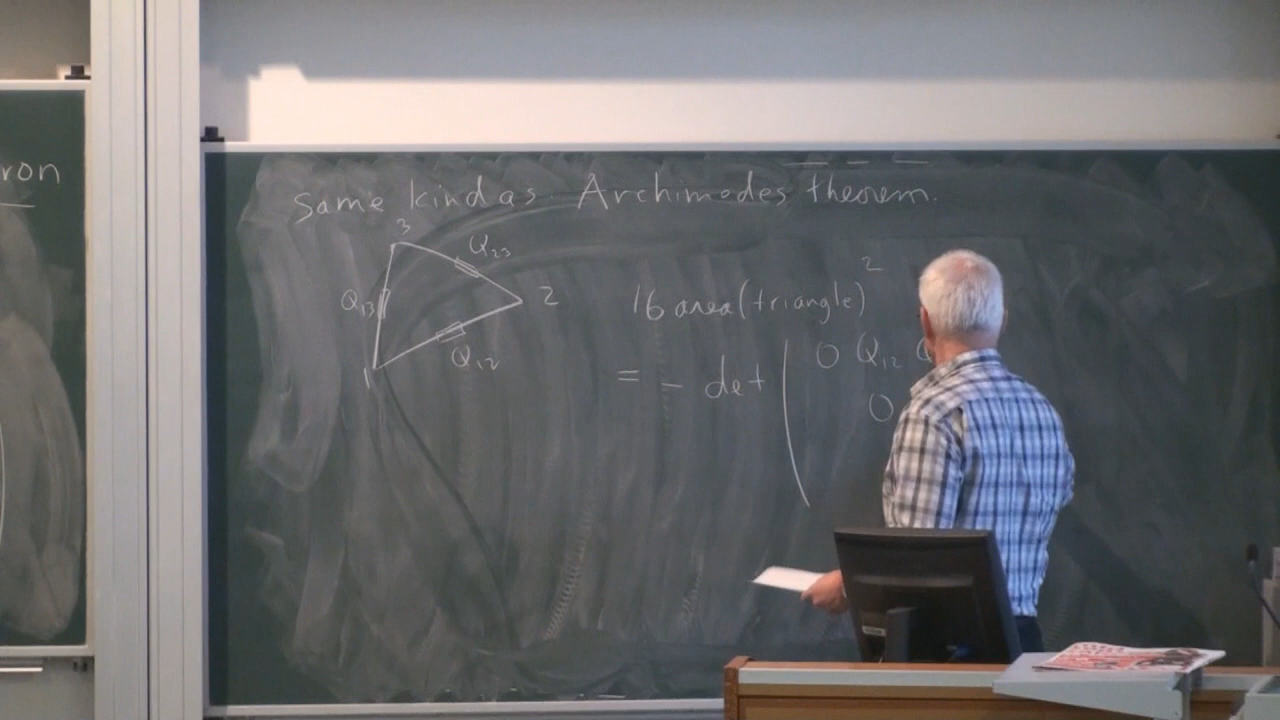 ron
Same kind as Archimedes theorem.
3
Q₂₃
Q₁₃
2
Q₁₂
1
16 area(triangle)²
= - det ( 0 Q₁₂ Q
0